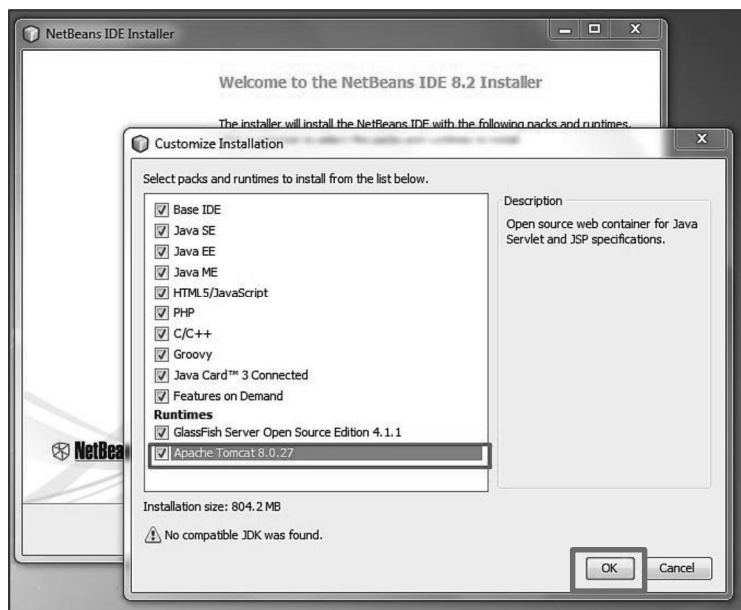 NetBeans IDE Installer
Welcome to the NetBeans IDE 8.2 Installer
The installer will install the NetBeans IDE with the following packs and runtimes.
Customize Installation
Select packs and runtimes to install from the list below.
Base IDE
Java SE
Java EE
Java ME
HTML5/JavaScript
PHP
C/C++
Groovy
Java Card™ 3 Connected
Features on Demand
Runtimes
GlassFish Server Open Source Edition 4.1.1
Apache Tomcat 8.0.27
Description
Open source web container for Java
Servlet and JSP specifications.
NetBea
Installation size: 804.2 MB
No compatible JDK was found.
OK Cancel